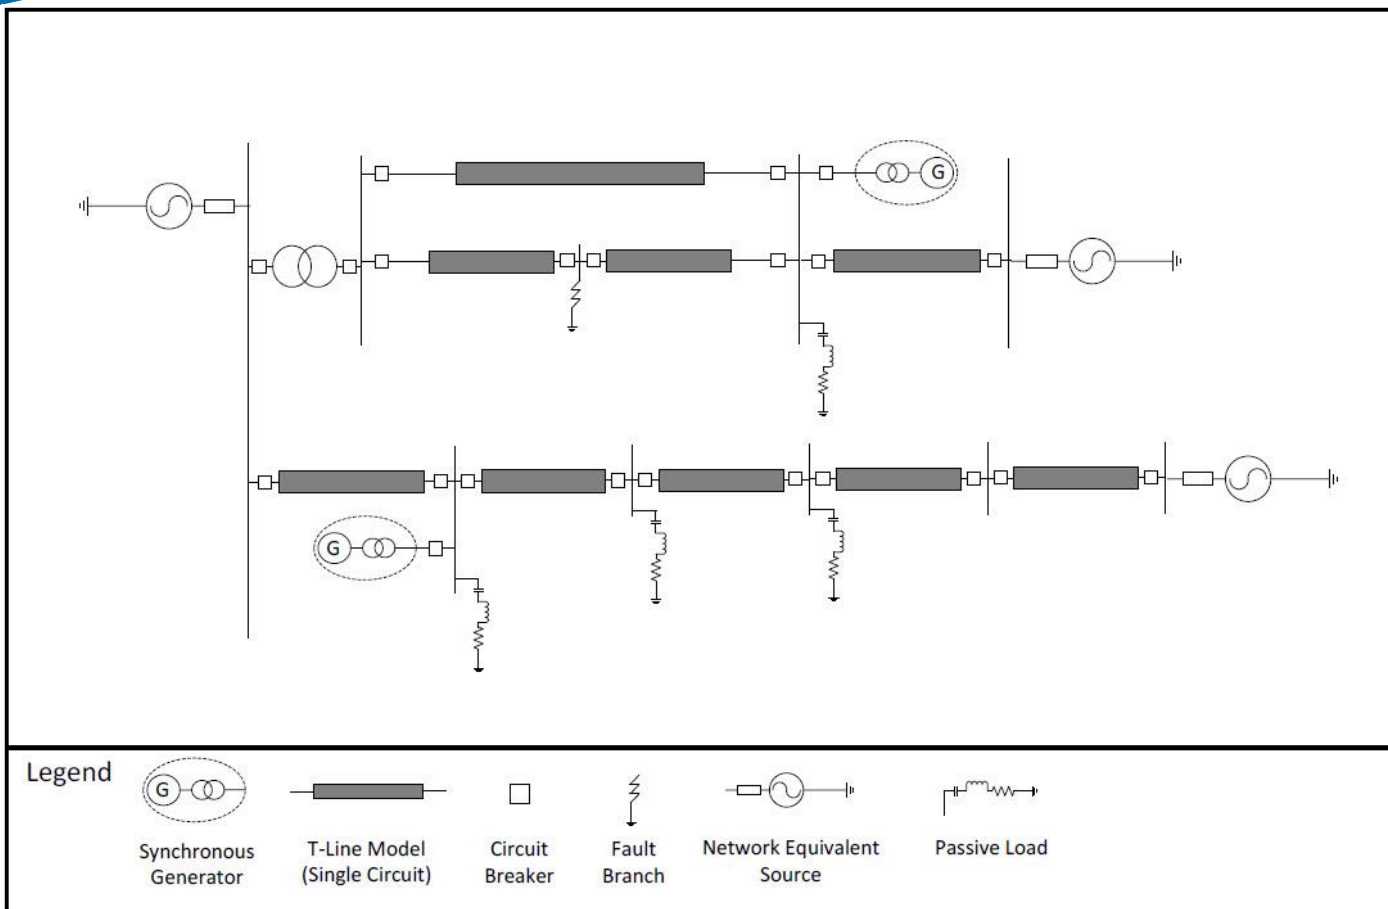 G
G
Legend
G
Synchronous
Generator
T-Line Model
(Single Circuit)
Circuit
Breaker
Fault
Branch
Network Equivalent
Source
Passive Load